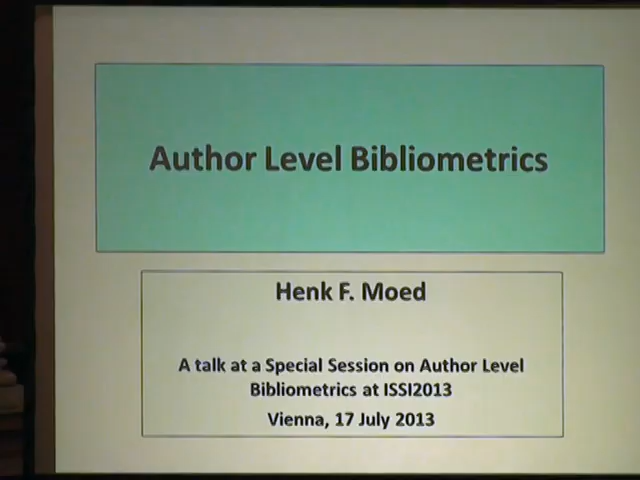 Author Level Bibliometrics
Henk F. Moed
A talk at a Special Session on Author Level
Bibliometrics at ISSI2013
Vienna, 17 July 2013